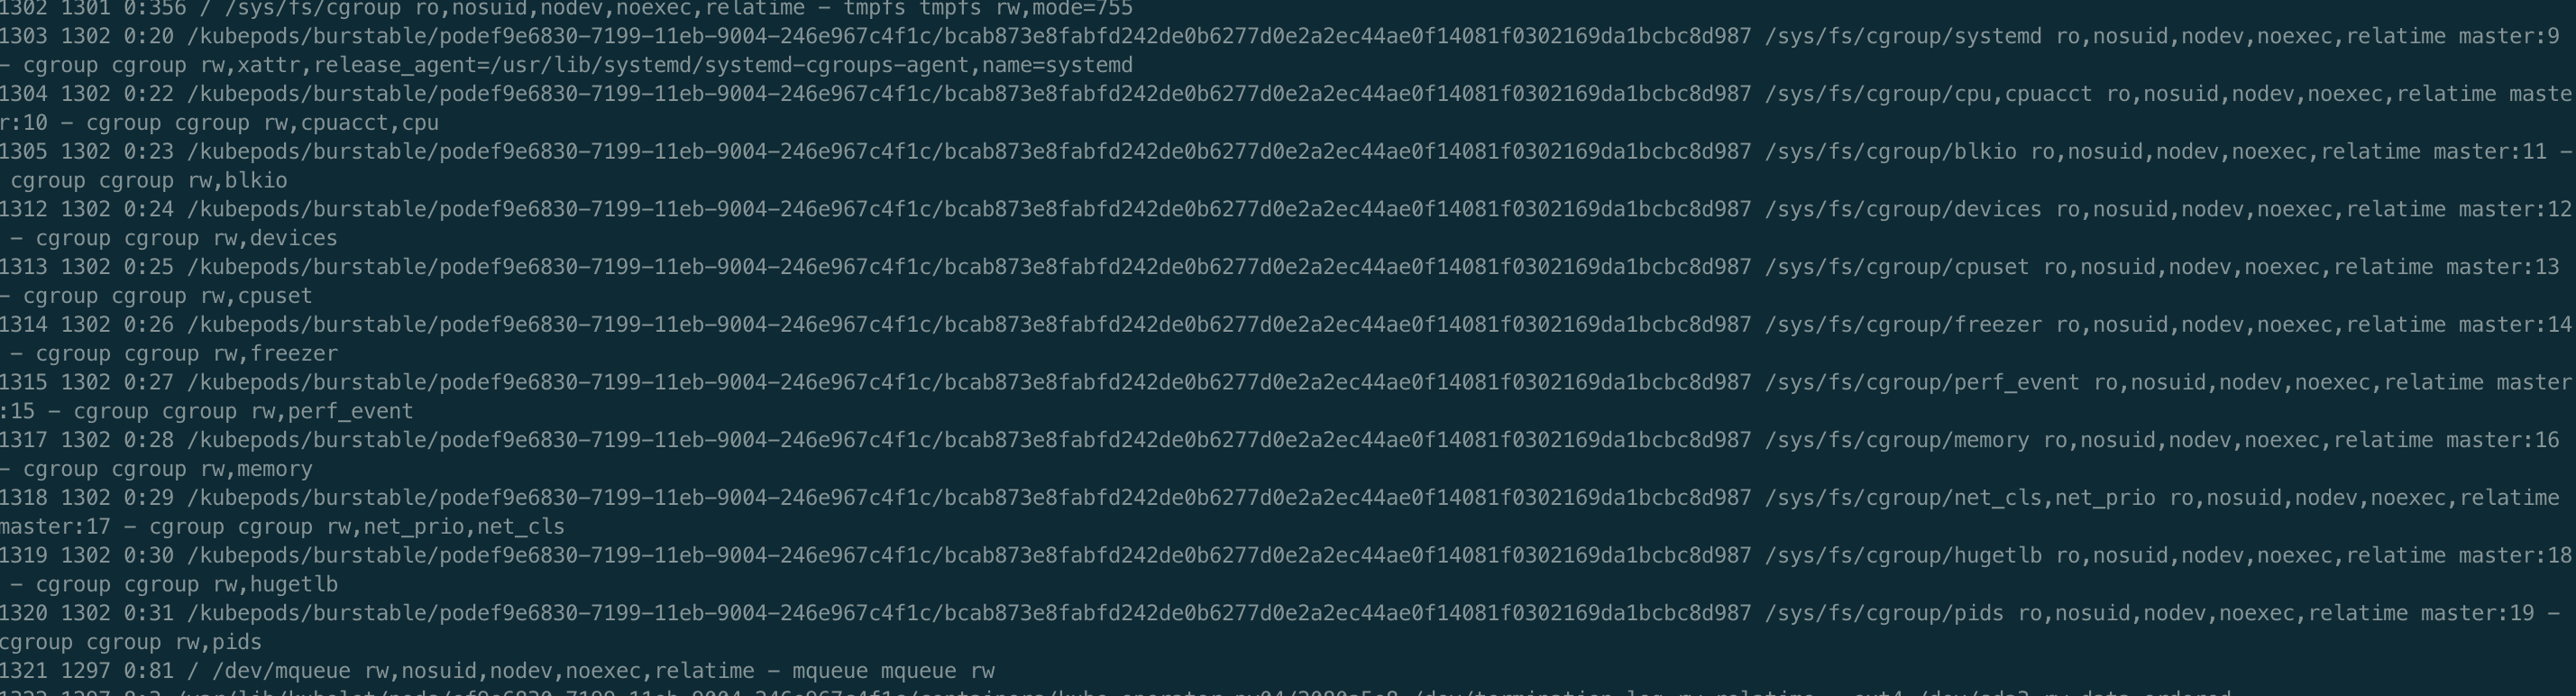 1302 1301 0:356 / /sys/fs/cgroup ro,nosuid,nodev,noexec,relatime – tmpfs tmpfs rw,mode=755
1303 1302 0:20 /kubepods/burstable/podef9e6830-7199-11eb-9004-246e967c4f1c/bcab873e8fabfd242de0b6277d0e2a2ec44ae0f14081f0302169da1bcbc8d987 /sys/fs/cgroup/systemd ro,nosuid,nodev,noexec,relatime master:9
– cgroup cgroup rw,xattr,release_agent=/usr/lib/systemd/systemd-cgroups-agent,name=systemd
1304 1302 0:22 /kubepods/burstable/podef9e6830-7199-11eb-9004-246e967c4f1c/bcab873e8fabfd242de0b6277d0e2a2ec44ae0f14081f0302169da1bcbc8d987 /sys/fs/cgroup/cpu,cpuacct ro,nosuid,nodev,noexec,relatime maste
r:10 – cgroup cgroup rw,cpuacct,cpu
1305 1302 0:23 /kubepods/burstable/podef9e6830-7199-11eb-9004-246e967c4f1c/bcab873e8fabfd242de0b6277d0e2a2ec44ae0f14081f0302169da1bcbc8d987 /sys/fs/cgroup/blkio ro,nosuid,nodev,noexec,relatime master:11 –
cgroup cgroup rw,blkio
1312 1302 0:24 /kubepods/burstable/podef9e6830-7199-11eb-9004-246e967c4f1c/bcab873e8fabfd242de0b6277d0e2a2ec44ae0f14081f0302169da1bcbc8d987 /sys/fs/cgroup/devices ro,nosuid,nodev,noexec,relatime master:12
– cgroup cgroup rw,devices
1313 1302 0:25 /kubepods/burstable/podef9e6830-7199-11eb-9004-246e967c4f1c/bcab873e8fabfd242de0b6277d0e2a2ec44ae0f14081f0302169da1bcbc8d987 /sys/fs/cgroup/cpuset ro,nosuid,nodev,noexec,relatime master:13
– cgroup cgroup rw,cpuset
1314 1302 0:26 /kubepods/burstable/podef9e6830-7199-11eb-9004-246e967c4f1c/bcab873e8fabfd242de0b6277d0e2a2ec44ae0f14081f0302169da1bcbc8d987 /sys/fs/cgroup/freezer ro,nosuid,nodev,noexec,relatime master:14
– cgroup cgroup rw,freezer
1315 1302 0:27 /kubepods/burstable/podef9e6830-7199-11eb-9004-246e967c4f1c/bcab873e8fabfd242de0b6277d0e2a2ec44ae0f14081f0302169da1bcbc8d987 /sys/fs/cgroup/perf_event ro,nosuid,nodev,noexec,relatime master
:15 – cgroup cgroup rw,perf_event
1317 1302 0:28 /kubepods/burstable/podef9e6830-7199-11eb-9004-246e967c4f1c/bcab873e8fabfd242de0b6277d0e2a2ec44ae0f14081f0302169da1bcbc8d987 /sys/fs/cgroup/memory ro,nosuid,nodev,noexec,relatime master:16
– cgroup cgroup rw,memory
1318 1302 0:29 /kubepods/burstable/podef9e6830-7199-11eb-9004-246e967c4f1c/bcab873e8fabfd242de0b6277d0e2a2ec44ae0f14081f0302169da1bcbc8d987 /sys/fs/cgroup/net_cls,net_prio ro,nosuid,nodev,noexec,relatime
master:17 – cgroup cgroup rw,net_prio,net_cls
1319 1302 0:30 /kubepods/burstable/podef9e6830-7199-11eb-9004-246e967c4f1c/bcab873e8fabfd242de0b6277d0e2a2ec44ae0f14081f0302169da1bcbc8d987 /sys/fs/cgroup/hugetlb ro,nosuid,nodev,noexec,relatime master:18
– cgroup cgroup rw,hugetlb
1320 1302 0:31 /kubepods/burstable/podef9e6830-7199-11eb-9004-246e967c4f1c/bcab873e8fabfd242de0b6277d0e2a2ec44ae0f14081f0302169da1bcbc8d987 /sys/fs/cgroup/pids ro,nosuid,nodev,noexec,relatime master:19 –
cgroup cgroup rw,pids
1321 1297 0:81 / /dev/mqueue rw,nosuid,nodev,noexec,relatime – mqueue mqueue rw